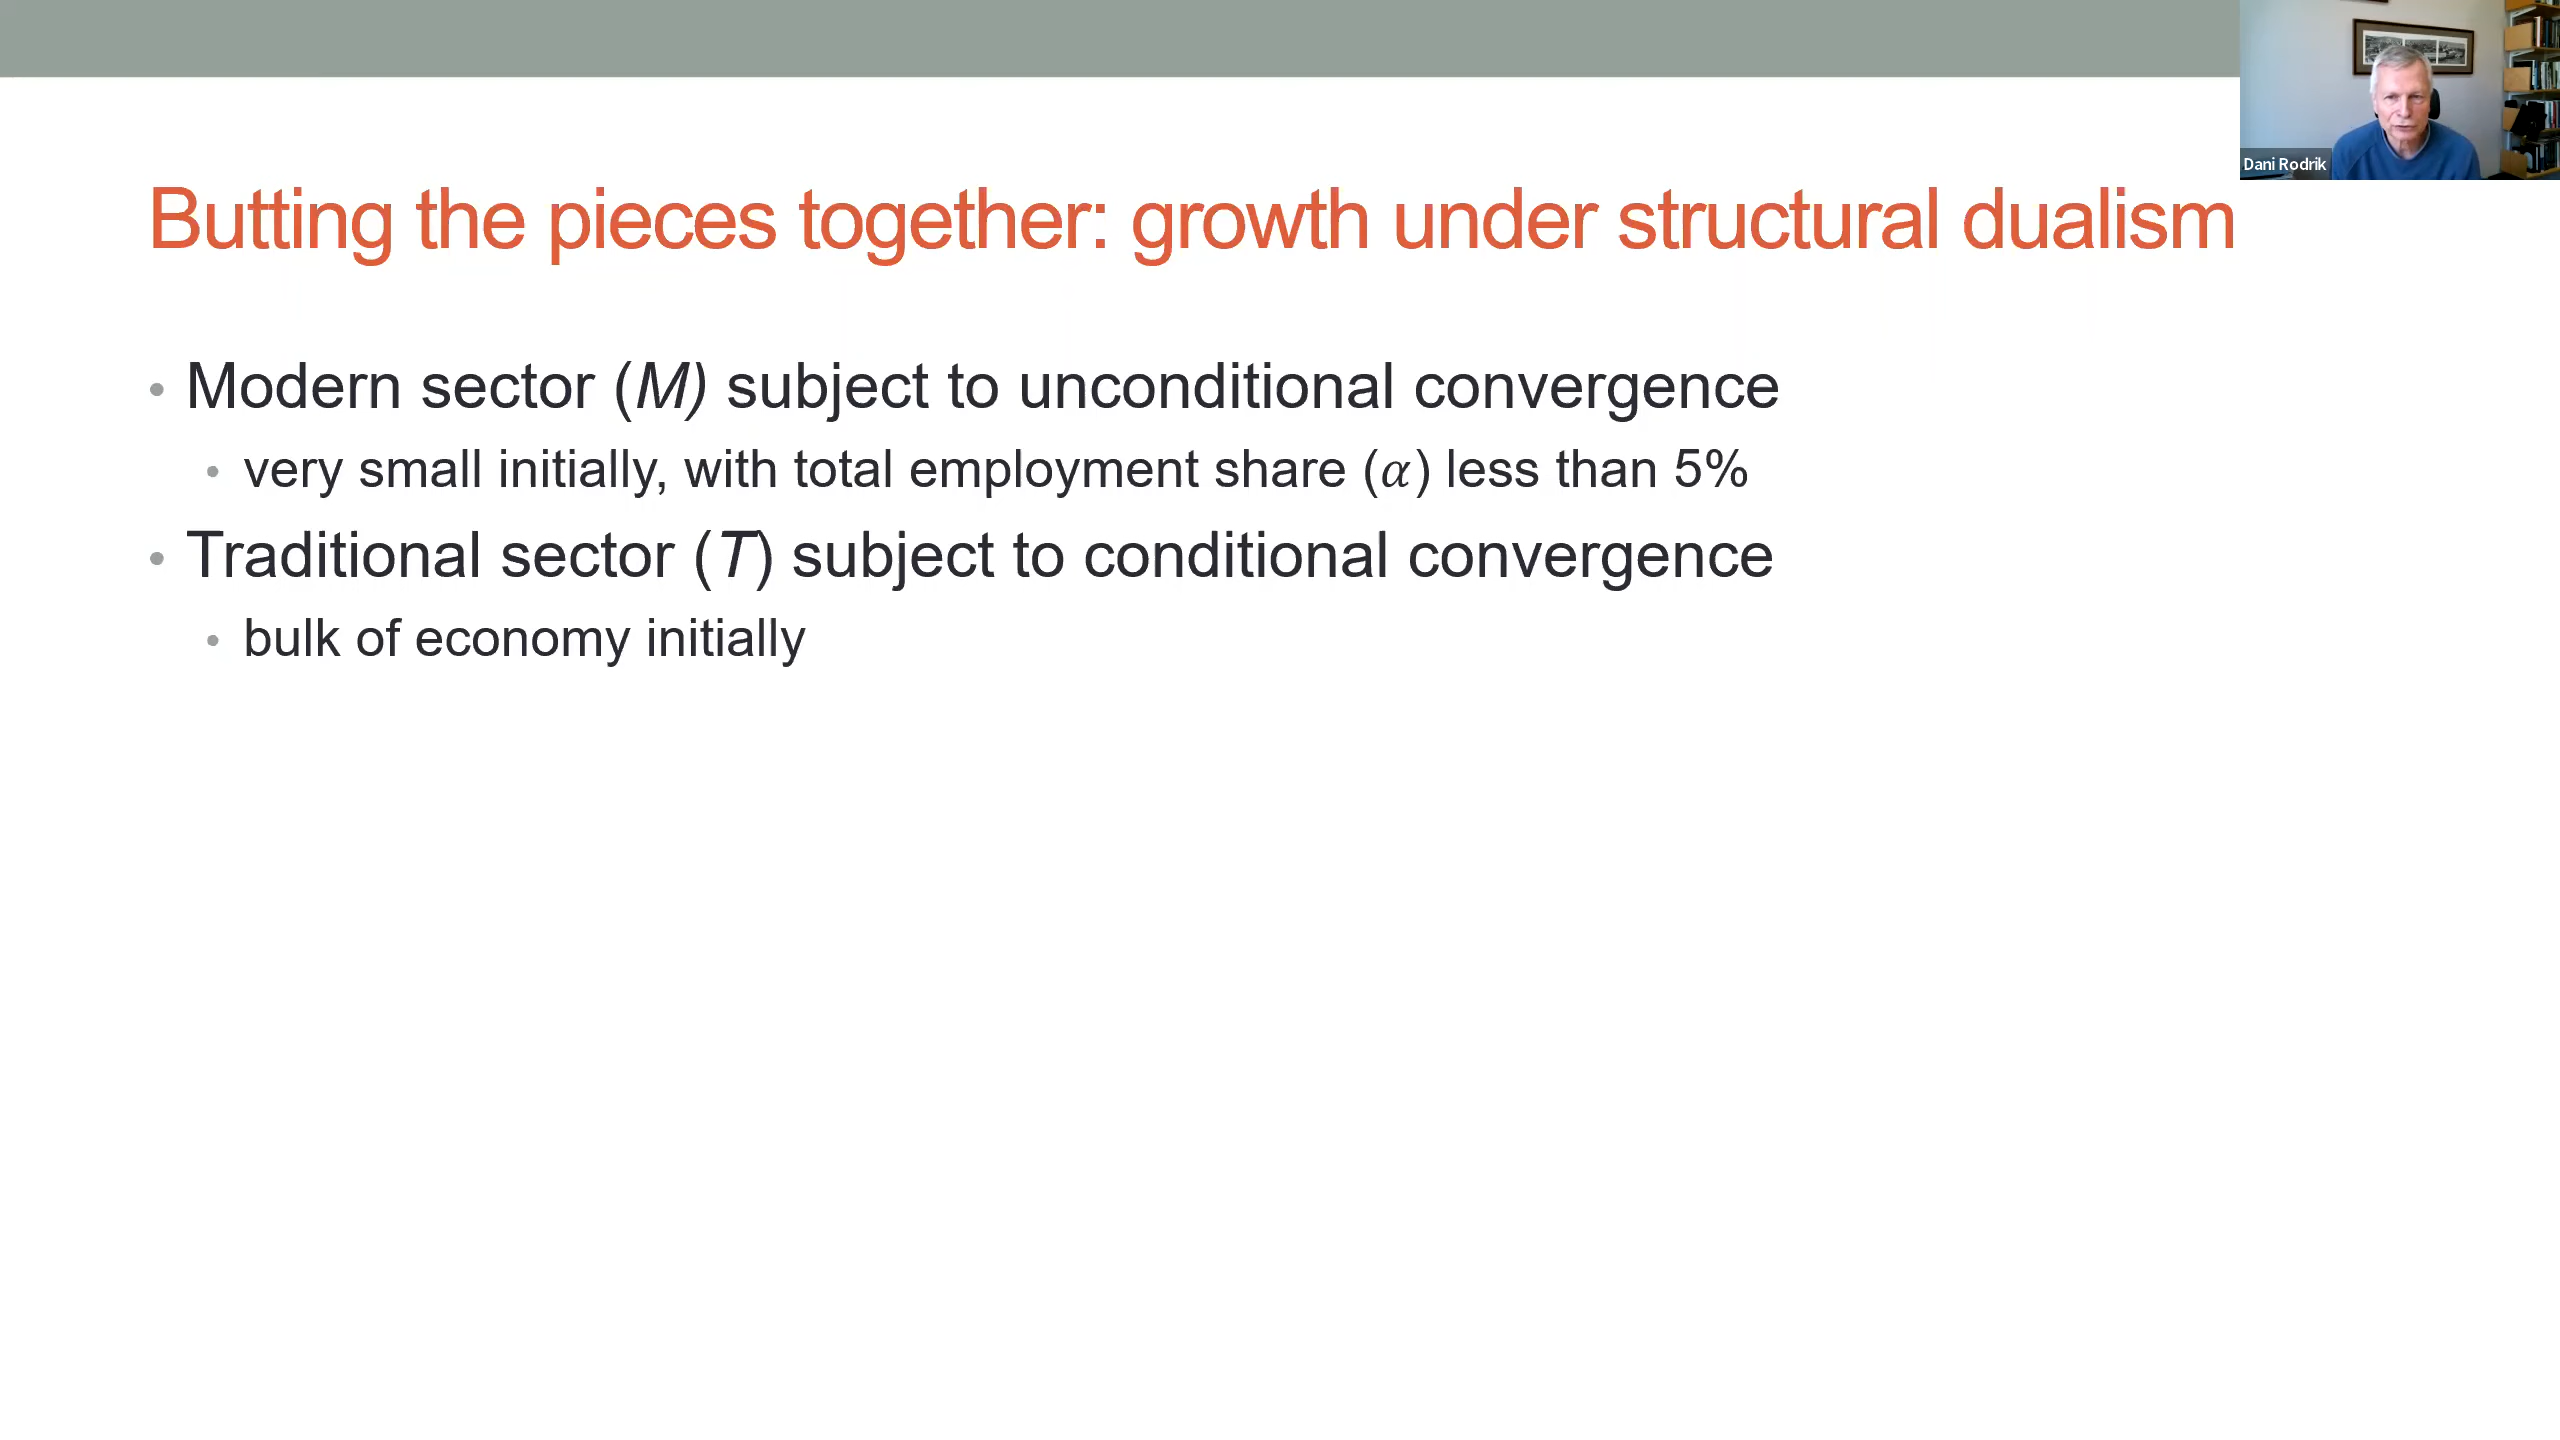 Dani Rodrik
Butting the pieces together: growth under structural dualism
• Modern sector (M) subject to unconditional convergence
• very small initially, with total employment share (α) less than 5%
• Traditional sector (T) subject to conditional convergence
• bulk of economy initially